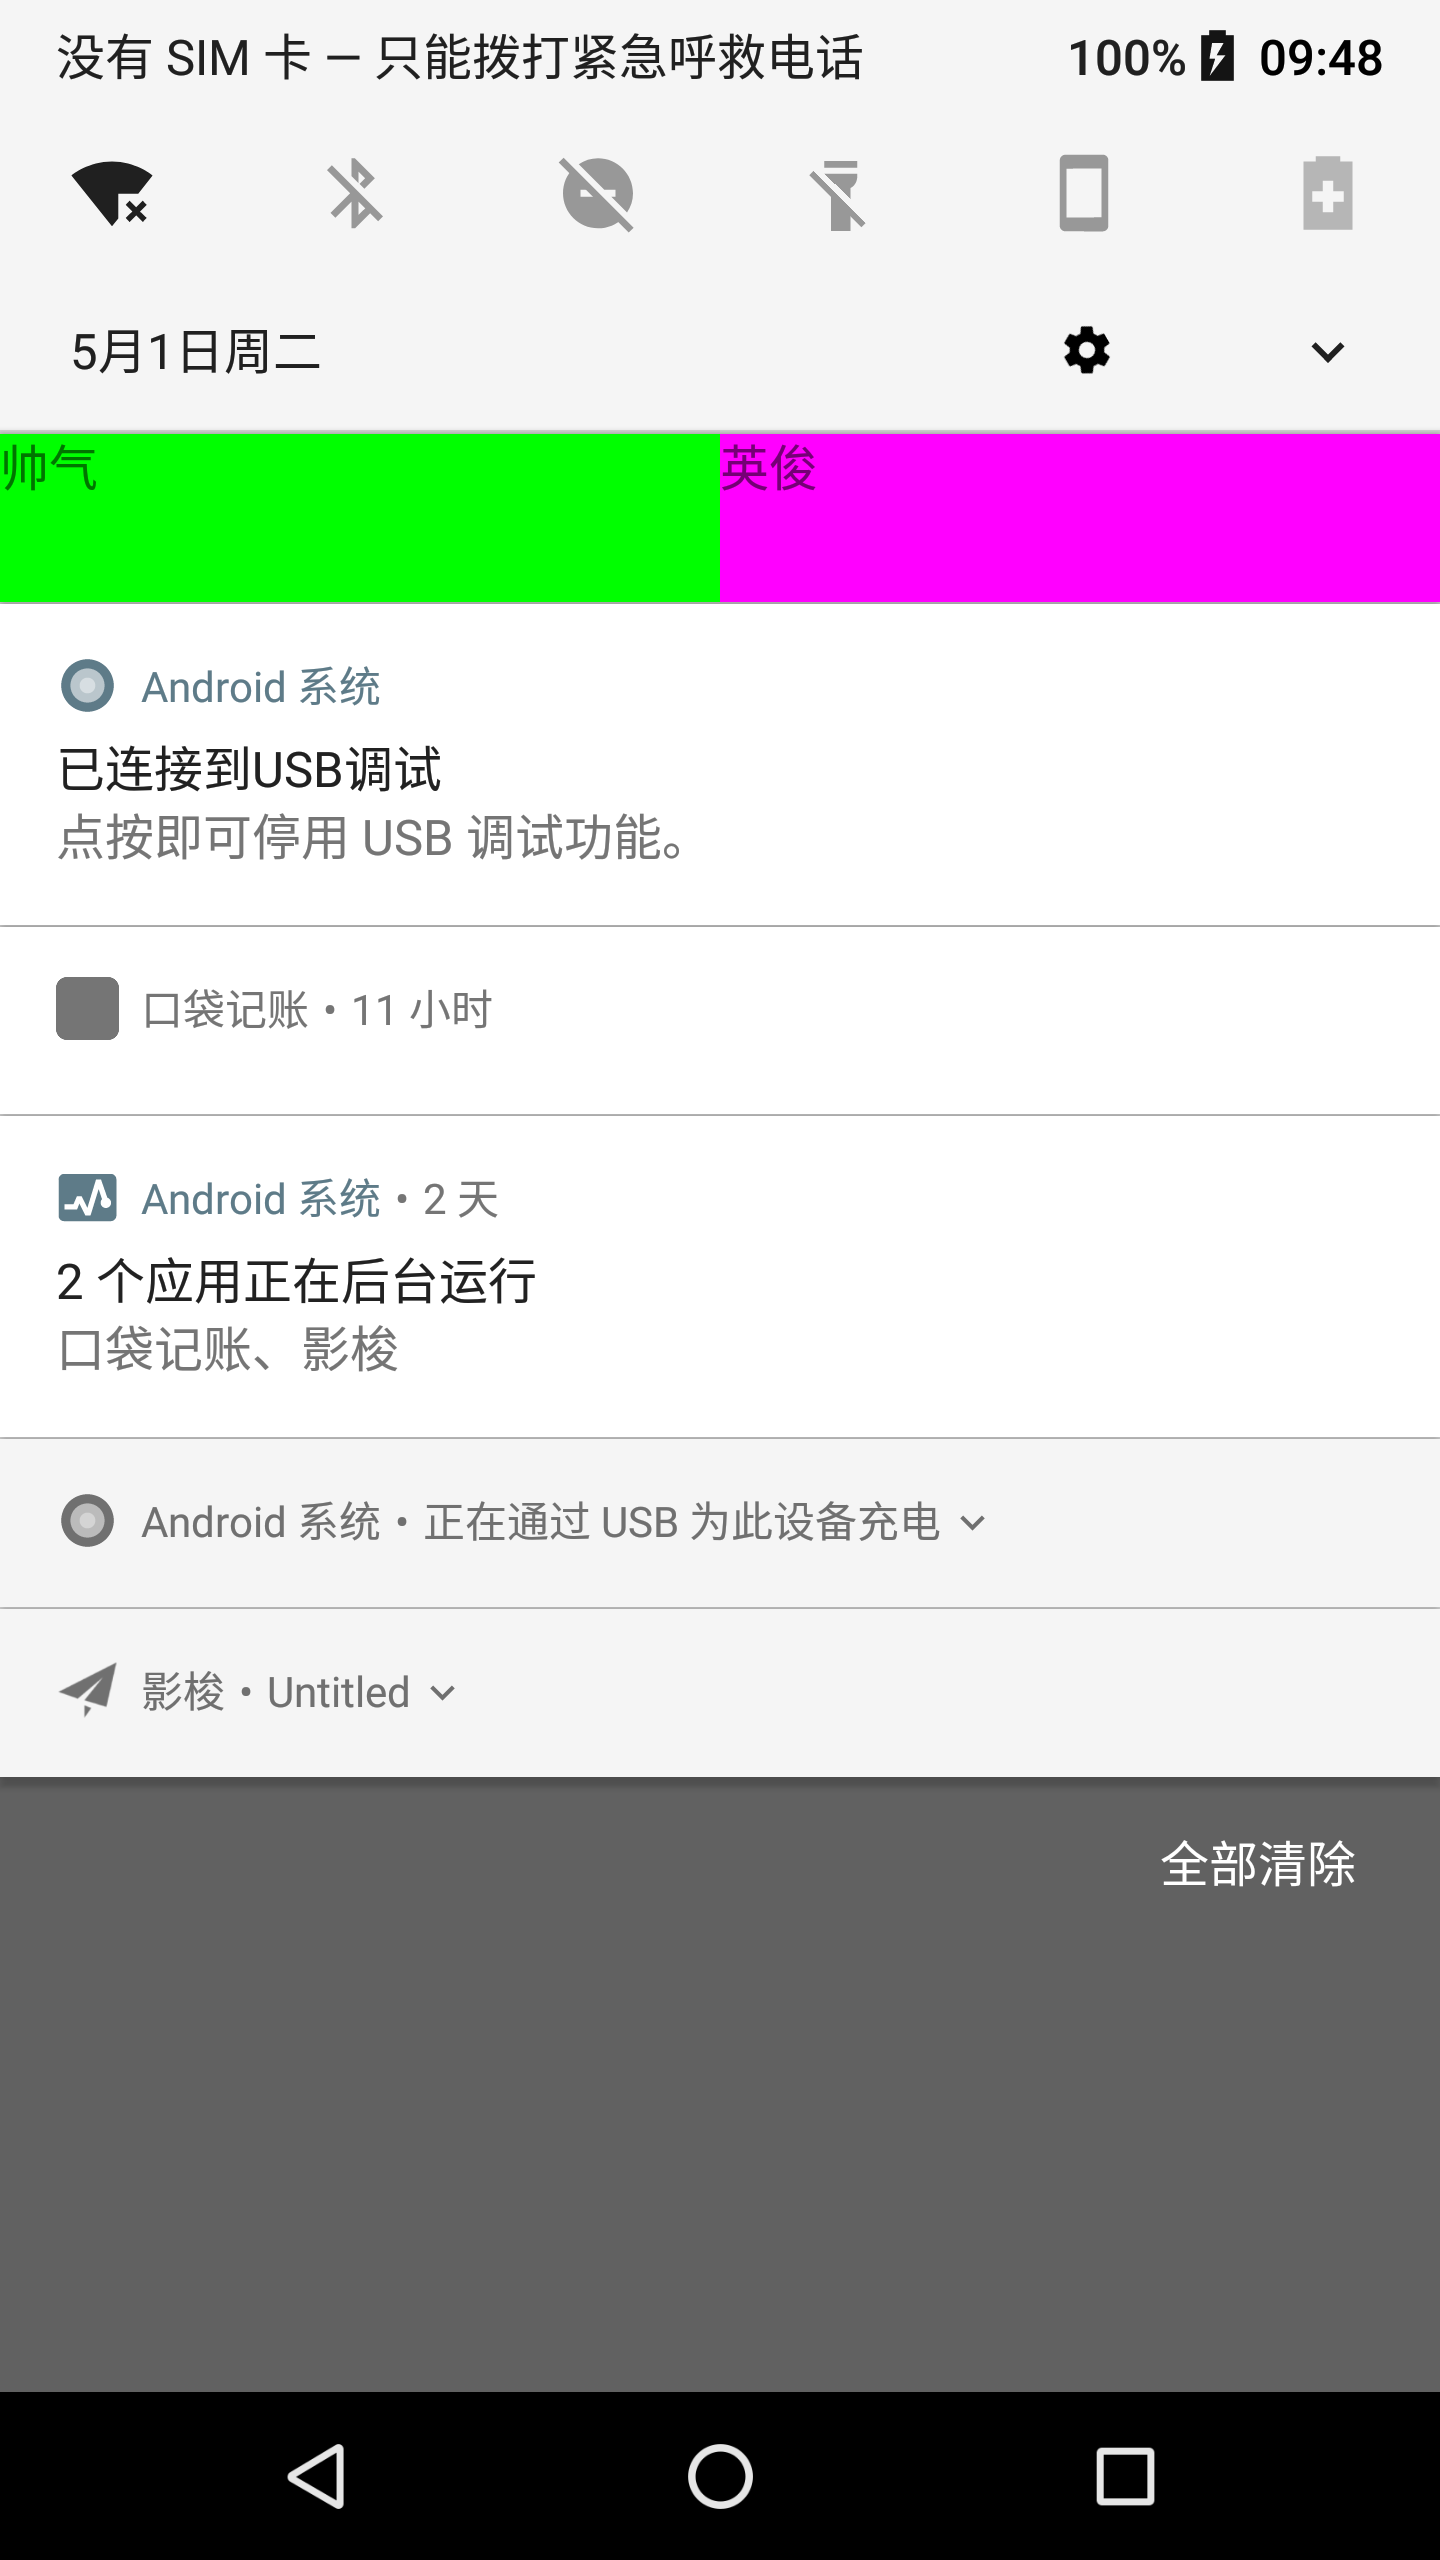 没有 SIM 卡 — 只能拨打紧急呼救电话 100% 09:48
5月1日周二
帅气 英俊
Android 系统
已连接到USB调试
点按即可停用 USB 调试功能。
口袋记账 • 11 小时
Android 系统 • 2 天
2 个应用正在后台运行
口袋记账、影梭
Android 系统 • 正在通过 USB 为此设备充电
影梭 • Untitled
全部清除